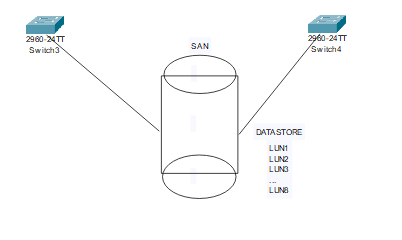 2960-24TT
Switch3
SAN
2960-24TT
Switch4
DATASTORE
LUN1
LUN2
LUN3
...
LUN8